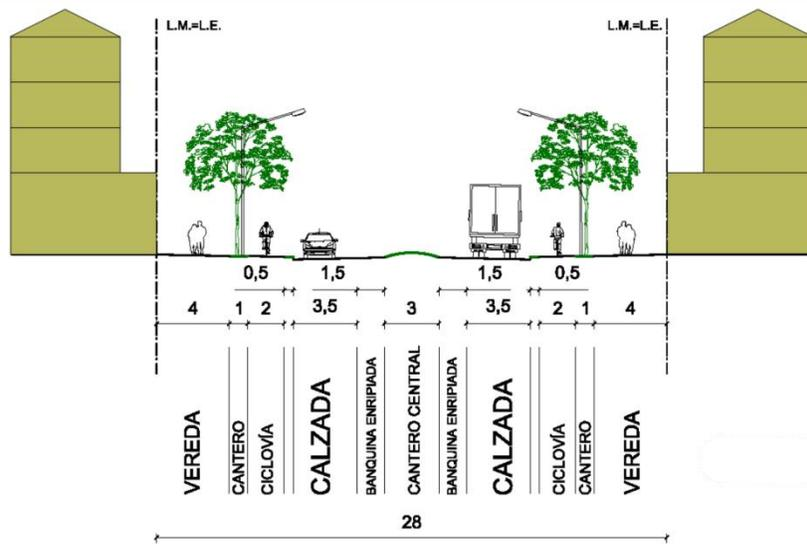 L.M.=L.E.
L.M.=L.E.
0,5
1,5
1,5
0,5
4
1
2
3,5
3
3,5
2
1
4
VEREDA
CANTERO
CICLOVÍA
CALZADA
BANQUINA ENRIPIADA
CANTERO CENTRAL
BANQUINA ENRIPIADA
CALZADA
CICLOVÍA
CANTERO
VEREDA
28